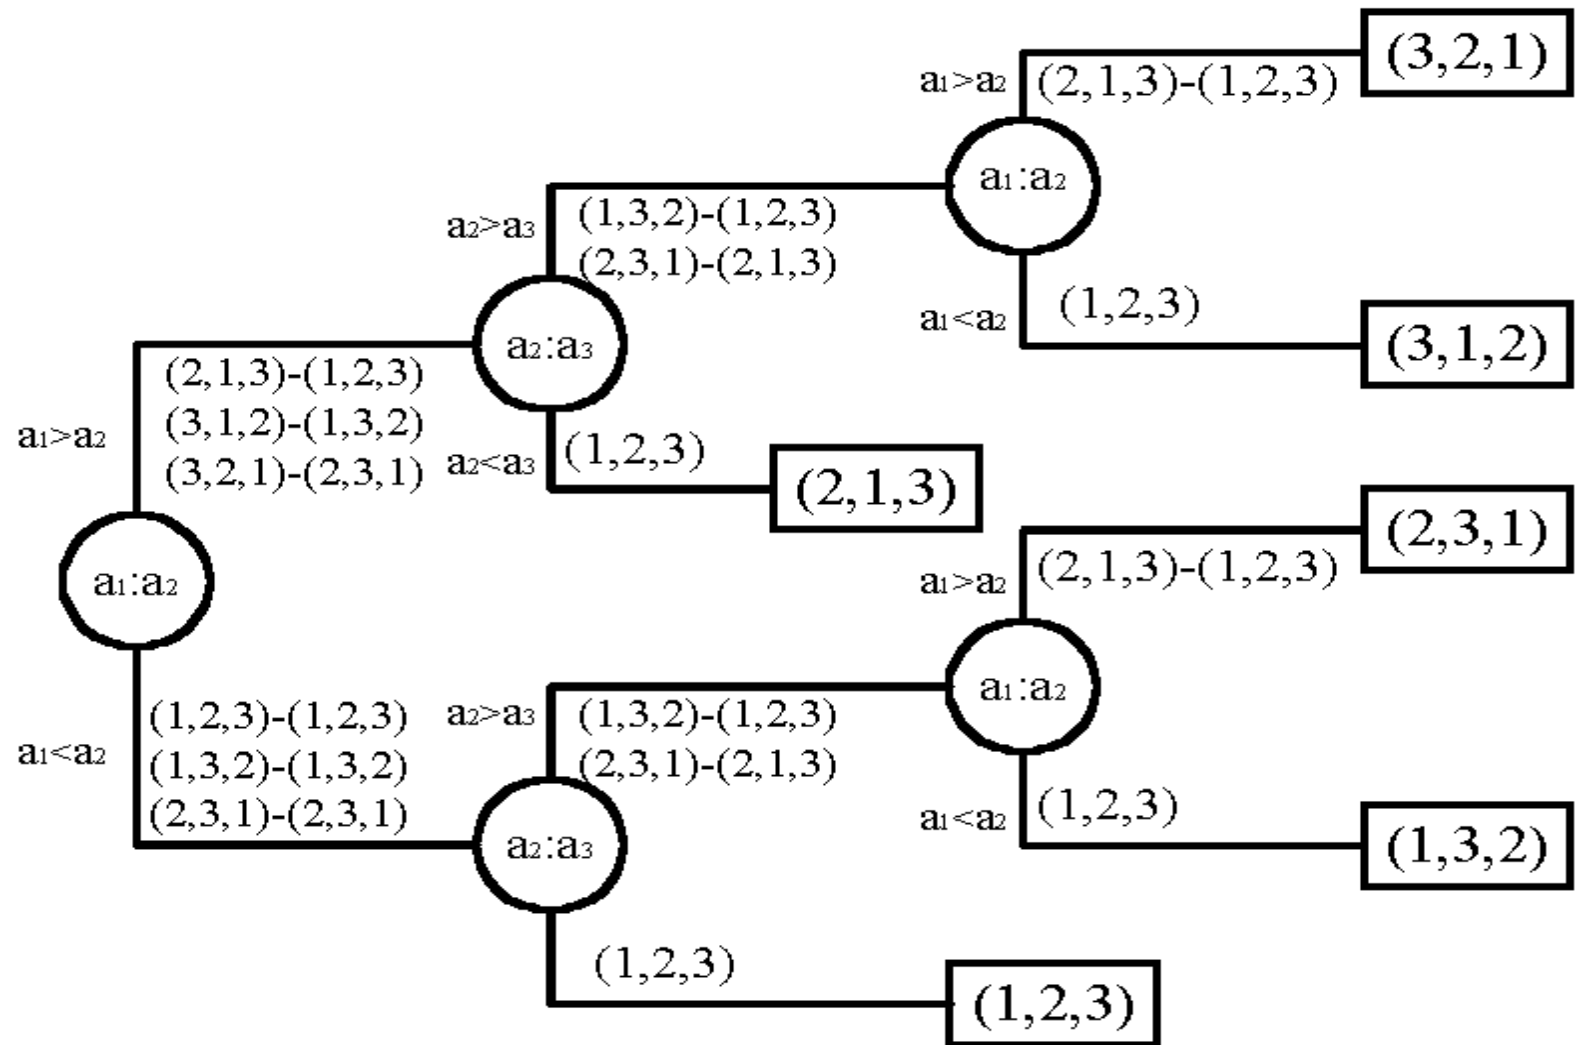 (3,2,1)
a1>a2
(2,1,3)-(1,2,3)
a1:a2
a2>a3
(1,3,2)-(1,2,3)
(2,3,1)-(2,1,3)
a1<a2
(1,2,3)
(3,1,2)
a2:a3
(2,1,3)-(1,2,3)
(3,1,2)-(1,3,2)
(3,2,1)-(2,3,1)
a1>a2
a2<a3
(1,2,3)
(2,1,3)
(2,3,1)
a1>a2
(2,1,3)-(1,2,3)
a1:a2
a1:a2
a1<a2
(1,2,3)-(1,2,3)
(1,3,2)-(1,3,2)
(2,3,1)-(2,3,1)
a2>a3
(1,3,2)-(1,2,3)
(2,3,1)-(2,1,3)
a1<a2
(1,2,3)
(1,3,2)
a2:a3
(1,2,3)
(1,2,3)